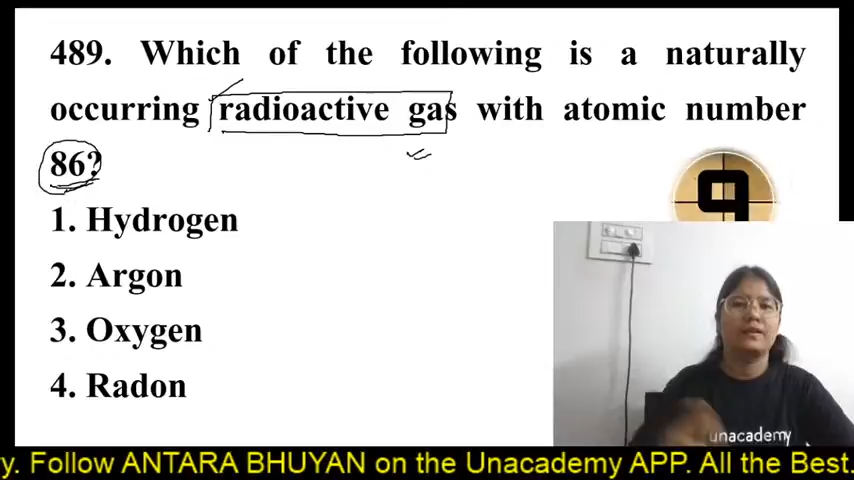 489. Which of the following is a naturally
occurring radioactive gas with atomic number
86?
9
1. Hydrogen
2. Argon
3. Oxygen
4. Radon
unacademy
y. Follow ANTARA BHUYAN on the Unacademy APP. All the Best.